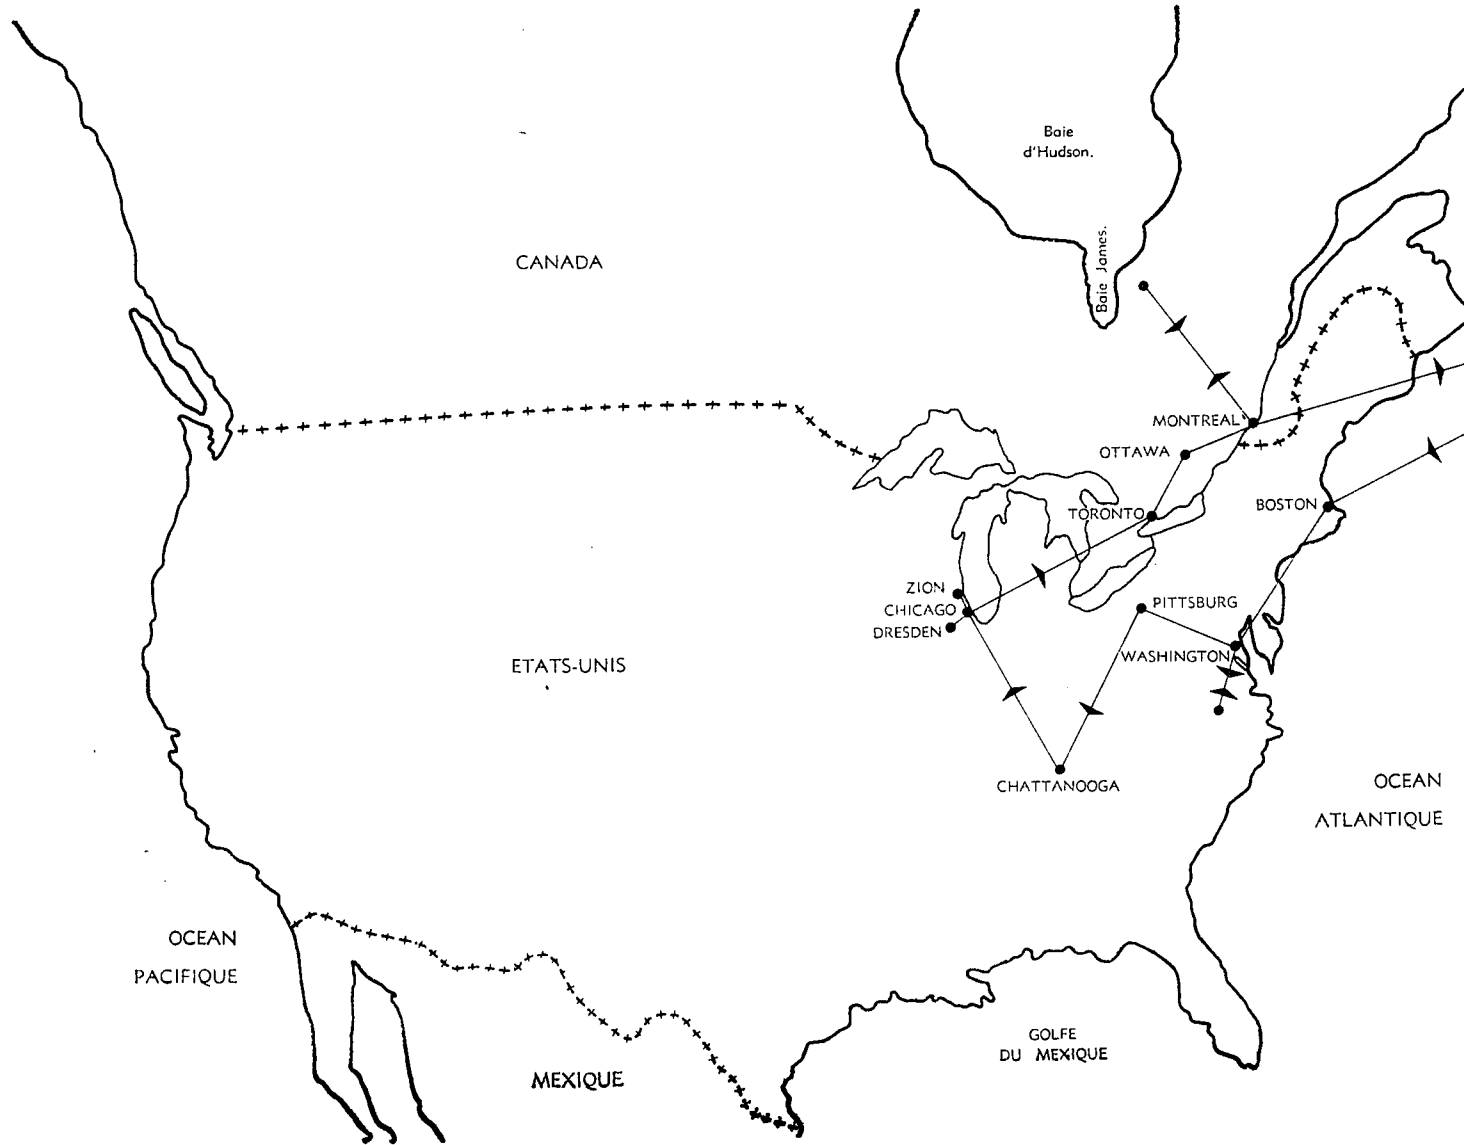 Baie
d'Hudson.
Baie James.
CANADA
MONTREAL
OTTAWA
BOSTON
TORONTO
ZION
CHICAGO
DRESDEN
PITTSBURG
WASHINGTON
ETATS-UNIS
CHATTANOOGA
OCEAN
ATLANTIQUE
OCEAN
PACIFIQUE
GOLFE
DU MEXIQUE
MEXIQUE